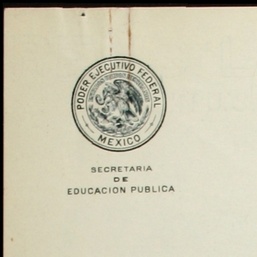 PODER EJECUTIVO FEDERAL
MEXICO
SECRETARIA
DE
EDUCACION PUBLICA